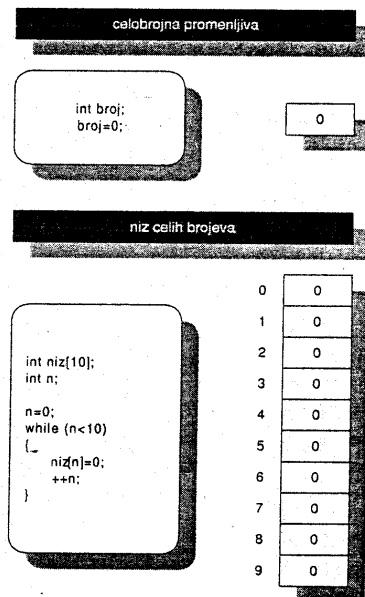 celobrojna promenljiva
int broj;
broj=0;
0
niz celih brojeva
int niz[10];
int n;
n=0;
while (n<10)
{
niz[n]=0;
++n;
}
0 0
1 0
2 0
3 0
4 0
5 0
6 0
7 0
8 0
9 0